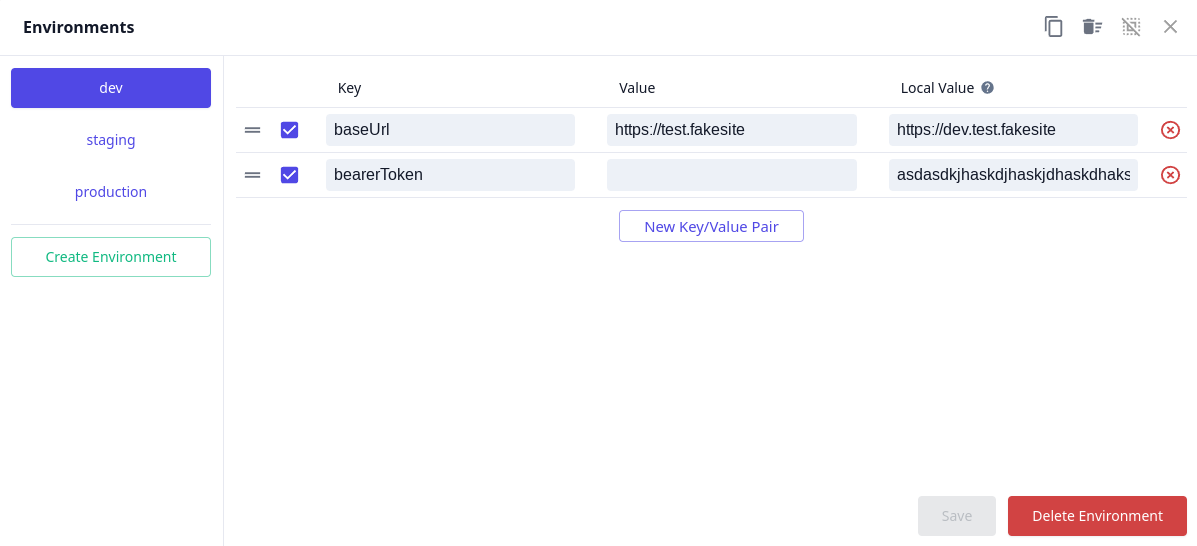 Environments
dev
staging
production
Create Environment
Key Value Local Value ?
baseUrl https://test.fakesite https://dev.test.fakesite
bearerToken asdasdkjhaskdjhaskjdhaskdhaks
New Key/Value Pair
Save Delete Environment